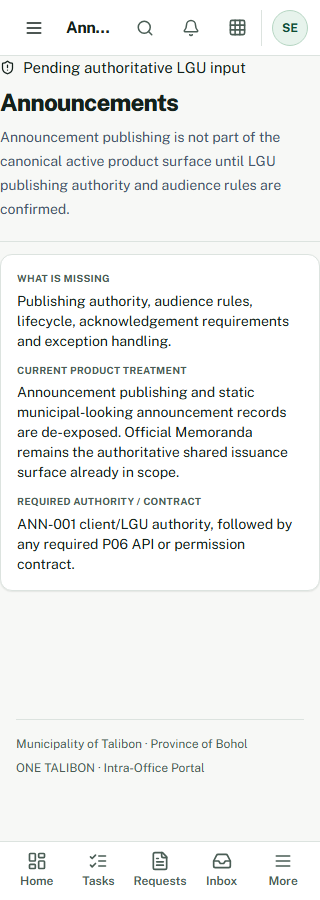 Ann...
SE
Pending authoritative LGU input
Announcements
Announcement publishing is not part of the
canonical active product surface until LGU
publishing authority and audience rules are
confirmed.
WHAT IS MISSING
Publishing authority, audience rules,
lifecycle, acknowledgement requirements
and exception handling.
CURRENT PRODUCT TREATMENT
Announcement publishing and static
municipal-looking announcement records
are de-exposed. Official Memoranda
remains the authoritative shared issuance
surface already in scope.
REQUIRED AUTHORITY / CONTRACT
ANN-001 client/LGU authority, followed by
any required P06 API or permission
contract.
Municipality of Talibon · Province of Bohol
ONE TALIBON · Intra-Office Portal
Home Tasks Requests Inbox More